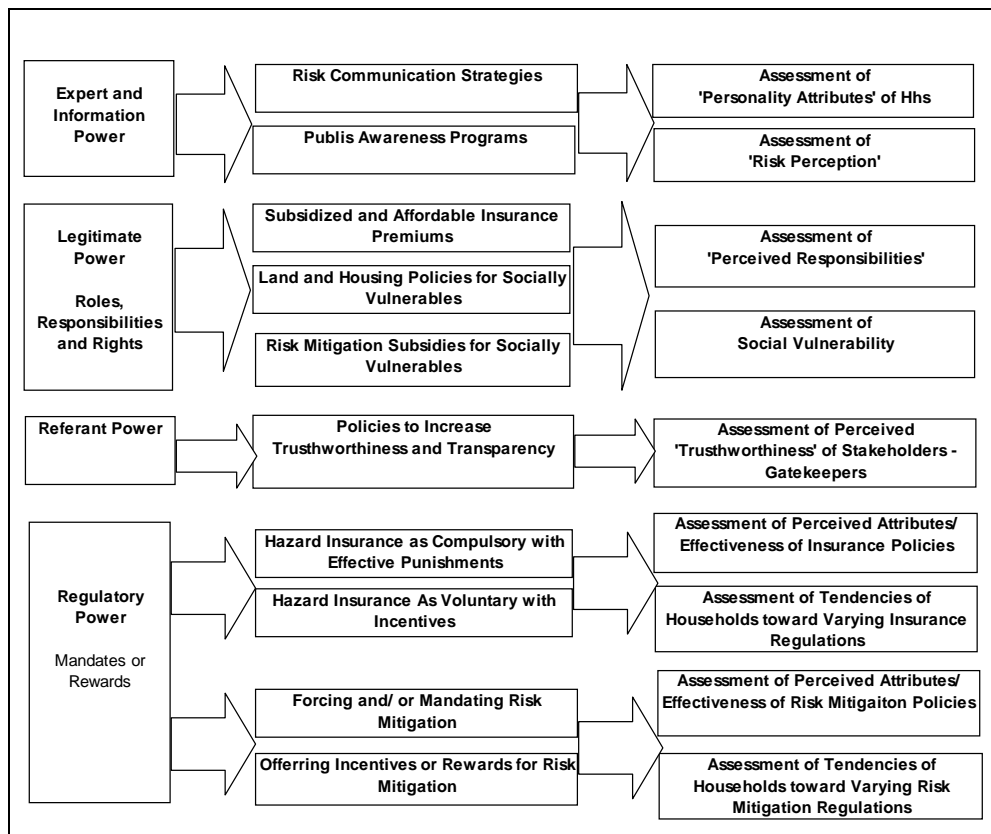 Expert and
Information
Power
Risk Communication Strategies
Publis Awareness Programs
Assessment of
'Personality Attributes' of Hhs
Assessment of
'Risk Perception'
Legitimate
Power
Roles,
Responsibilities
and Rights
Subsidized and Affordable Insurance
Premiums
Land and Housing Policies for Socially
Vulnerables
Risk Mitigation Subsidies for Socially
Vulnerables
Assessment of
'Perceived Responsibilities'
Assessment of
Social Vulnerability
Referant Power
Policies to Increase
Trusthworthiness and Transparency
Assessment of Perceived
'Trusthworthiness' of Stakeholders -
Gatekeepers
Regulatory
Power
Mandates or
Rewards
Hazard Insurance as Compulsory with
Effective Punishments
Hazard Insurance As Voluntary with
Incentives
Assessment of Perceived Attributes/
Effectiveness of Insurance Policies
Assessment of Tendencies of
Households toward Varying Insurance
Regulations
Forcing and/ or Mandating Risk
Mitigation
Offerring Incentives or Rewards for Risk
Mitigation
Assessment of Perceived Attributes/
Effectiveness of Risk Mitigaiton Policies
Assessment of Tendencies of
Households toward Varying Risk
Mitigation Regulations